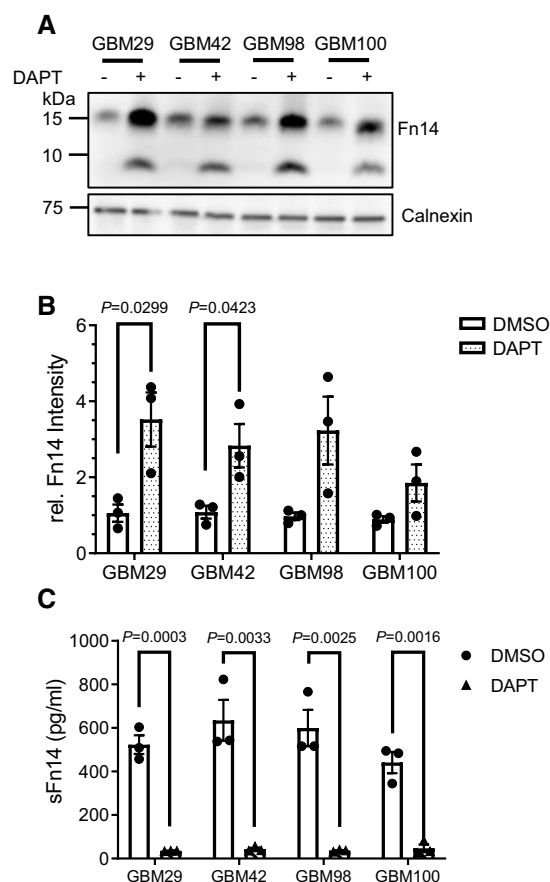 A
GBM29 GBM42 GBM98 GBM100
DAPT - + - + - + - +
kDa
15
Fn14
10
75
Calnexin
B
P=0.0299 P=0.0423
DMSO
DAPT
6
4
2
0
rel. Fn14 Intensity
GBM29 GBM42 GBM98 GBM100
C
P=0.0003 P=0.0033 P=0.0025 P=0.0016
DMSO
DAPT
1000
800
600
400
200
0
sFn14 (pg/ml)
GBM29 GBM42 GBM98 GBM100